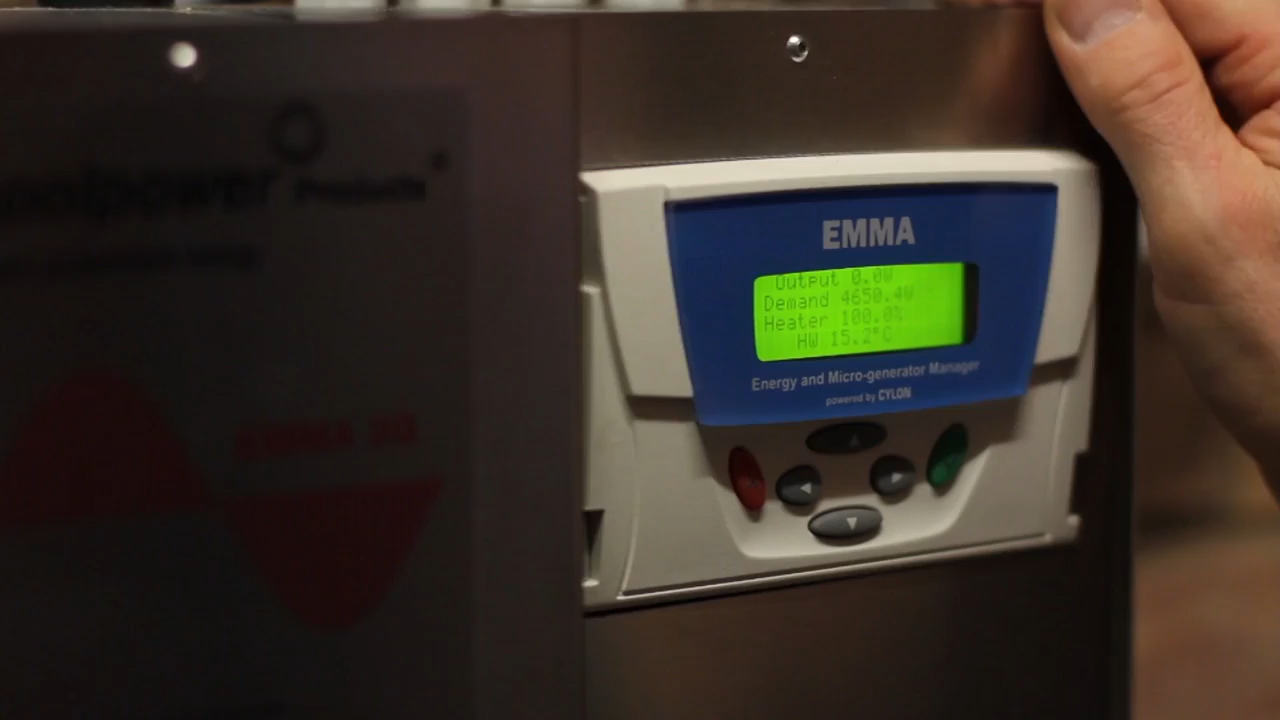 Products
EMMA
Output 0.0W
Demand 4650.4W
Heater 100.0%
HW 15.2°C
Energy and Micro-generator Manager
powered by CYLON